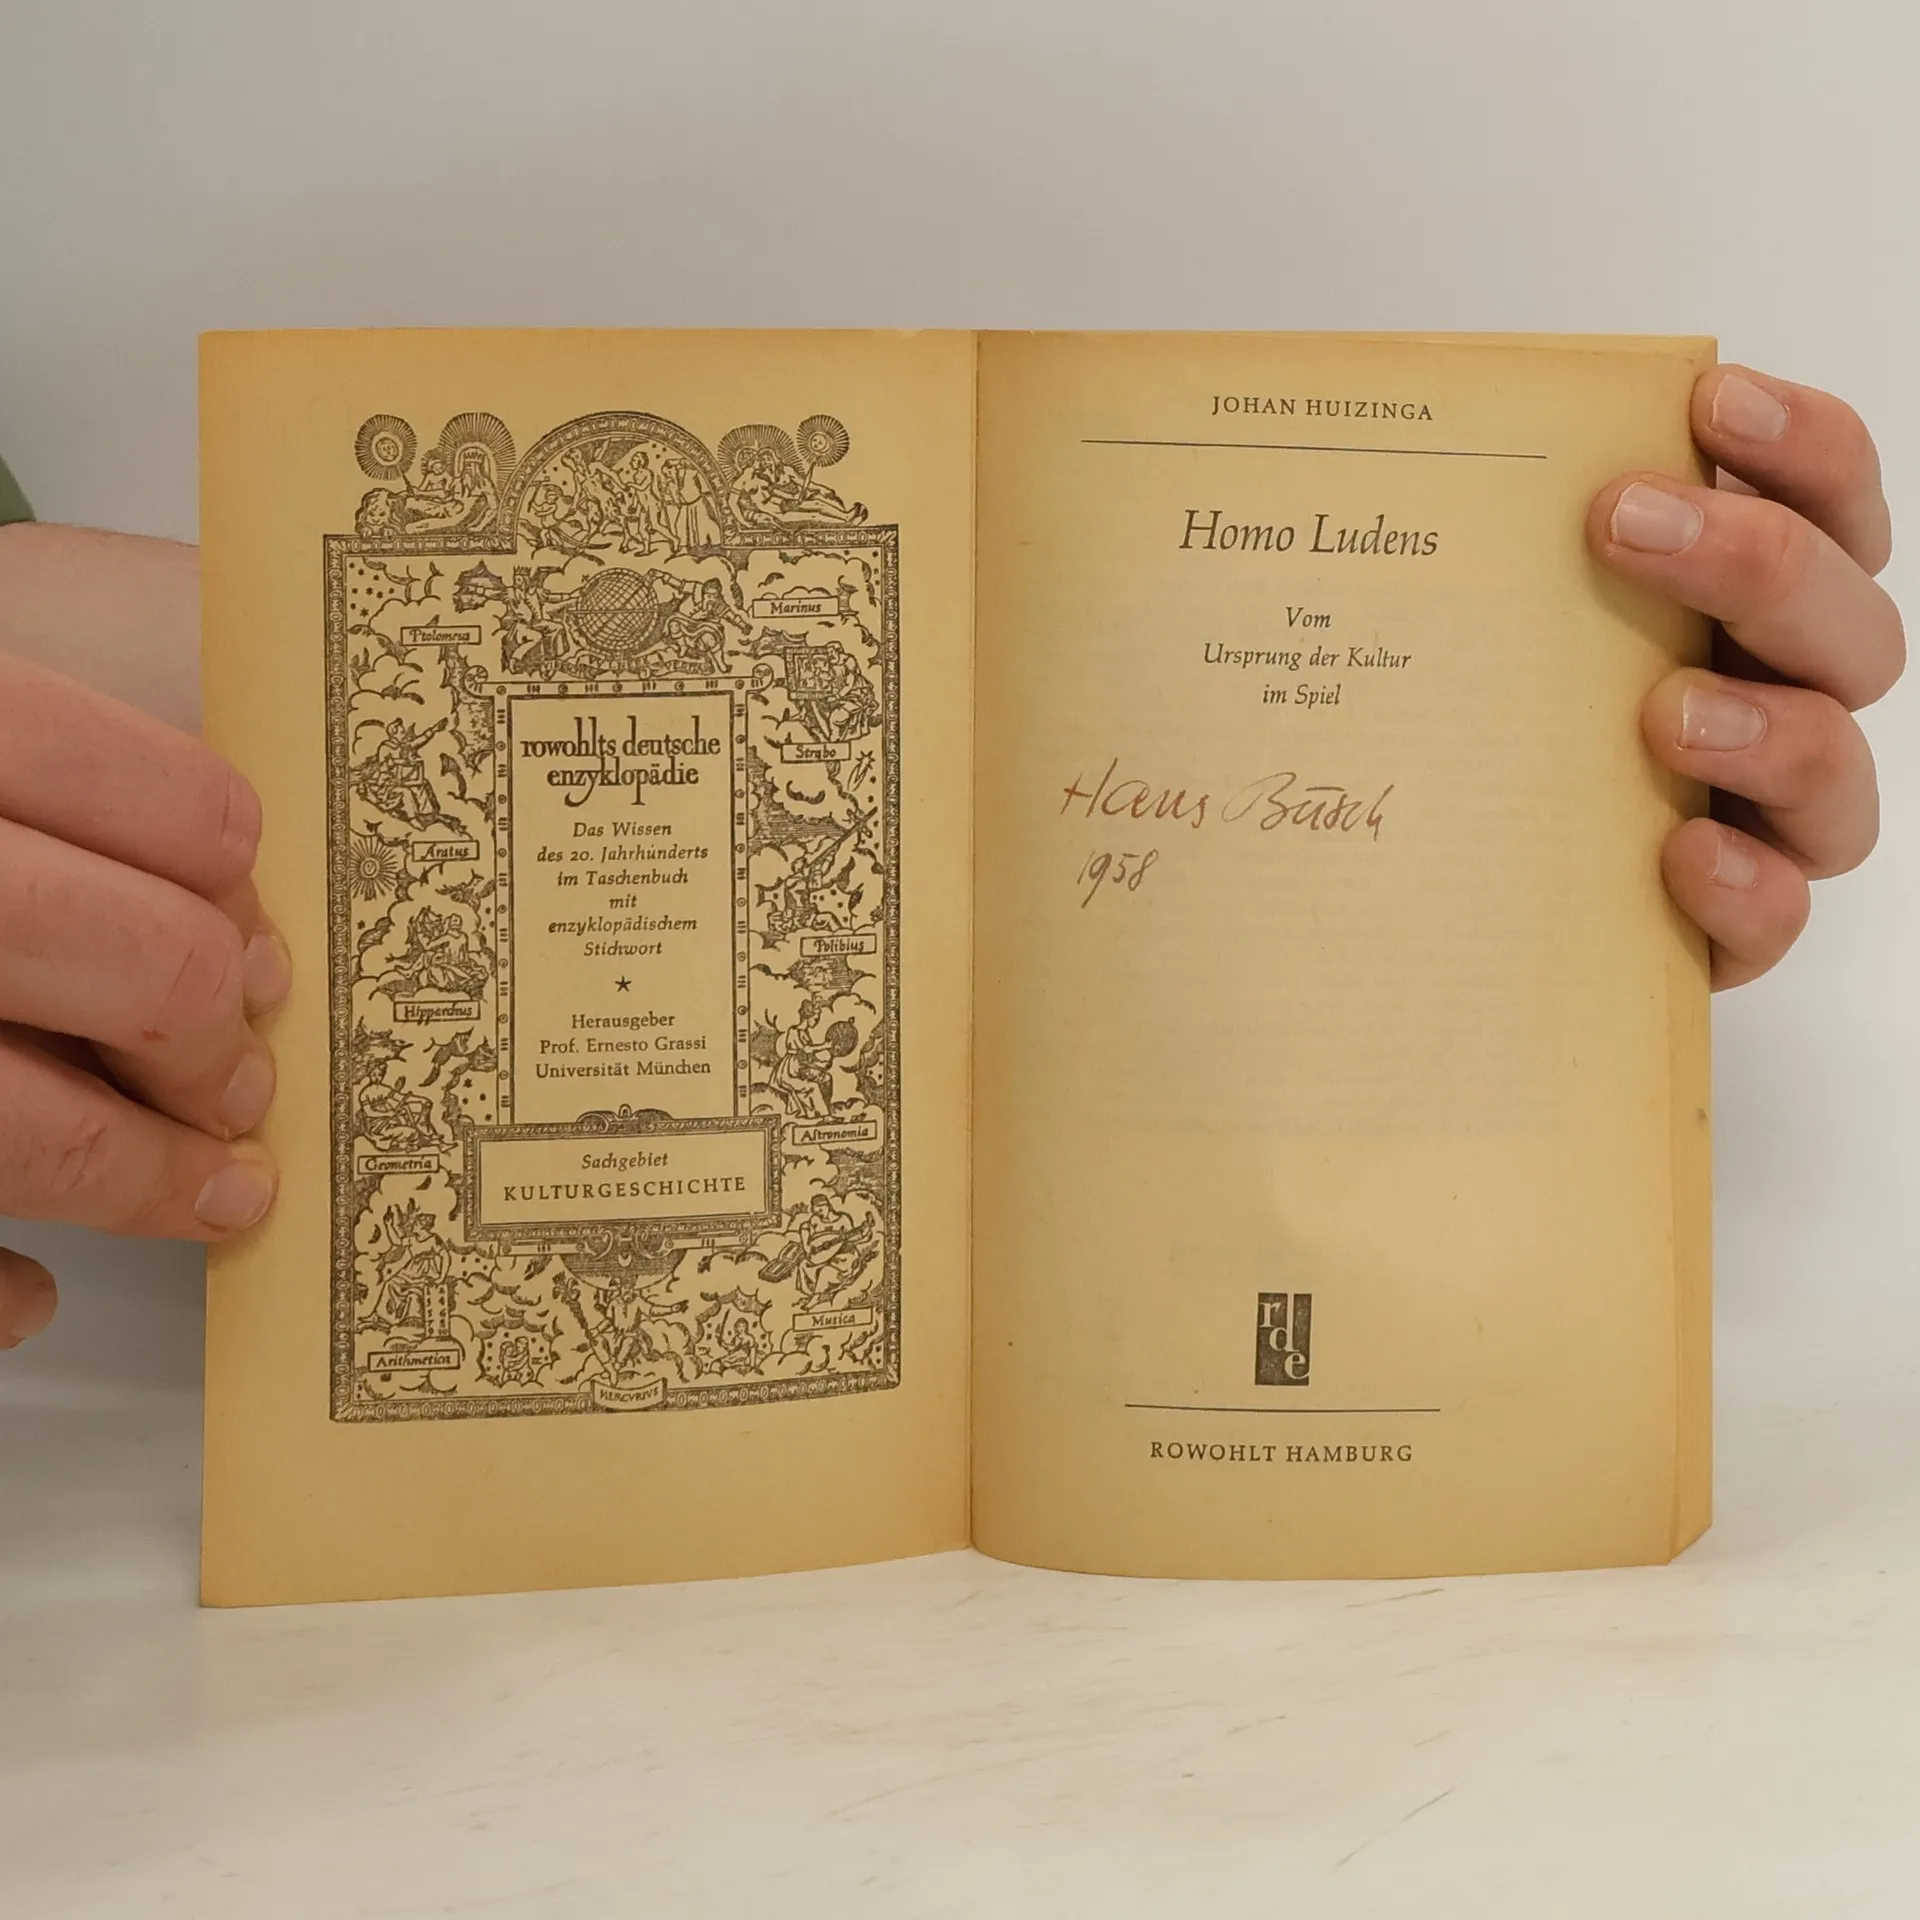 Marinus
Ptolomeus
rowohlts deutsche
enzyklopädie
Strabo
Das Wissen
des 20. Jahrhunderts
im Taschenbuch
mit
enzyklopädischem
Stichwort
★
Aratus
Polibius
Hipparchus
Herausgeber
Prof. Ernesto Grassi
Universität München
Astronomia
Geometria
Sachgebiet
KULTURGESCHICHTE
Musica
Arithmetica
MERCVRIVS
JOHAN HUIZINGA
Homo Ludens
Vom
Ursprung der Kultur
im Spiel
Hans Busch
1958
rde
ROWOHLT HAMBURG